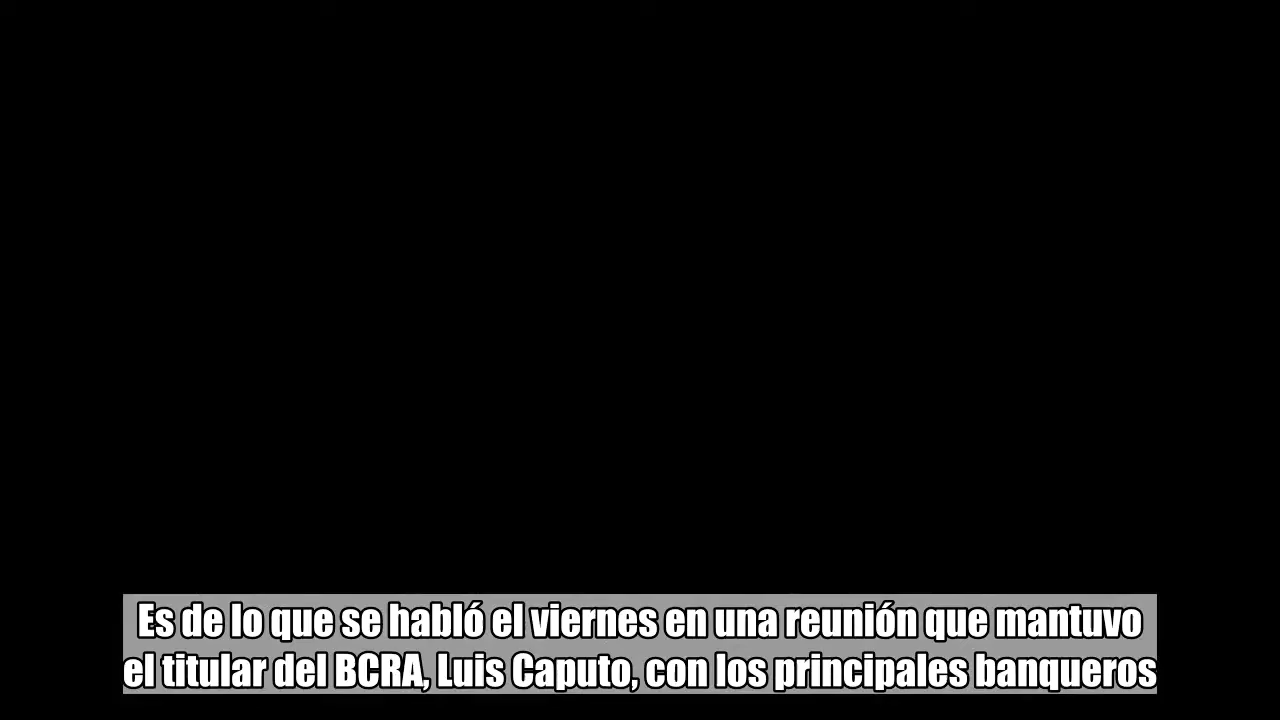 Es de lo que se habló el viernes en una reunión que mantuvo
el titular del BCRA, Luis Caputo, con los principales banqueros